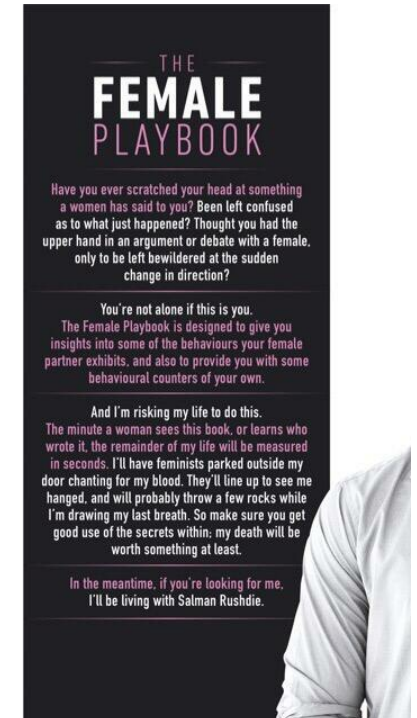 THE
FEMALE
PLAYBOOK
Have you ever scratched your head at something
a women has said to you? Been left confused
as to what just happened? Thought you had the
upper hand in an argument or debate with a female,
only to be left bewildered at the sudden
change in direction?
You're not alone if this is you.
The Female Playbook is designed to give you
insights into some of the behaviours your female
partner exhibits, and also to provide you with some
behavioural counters of your own.
And I'm risking my life to do this.
The minute a woman sees this book, or learns who
wrote it, the remainder of my life will be measured
in seconds. I'll have feminists parked outside my
door chanting for my blood. They'll line up to see me
hanged, and will probably throw a few rocks while
I'm drawing my last breath. So make sure you get
good use of the secrets within; my death will be
worth something at least.
In the meantime, if you're looking for me,
I'll be living with Salman Rushdie.